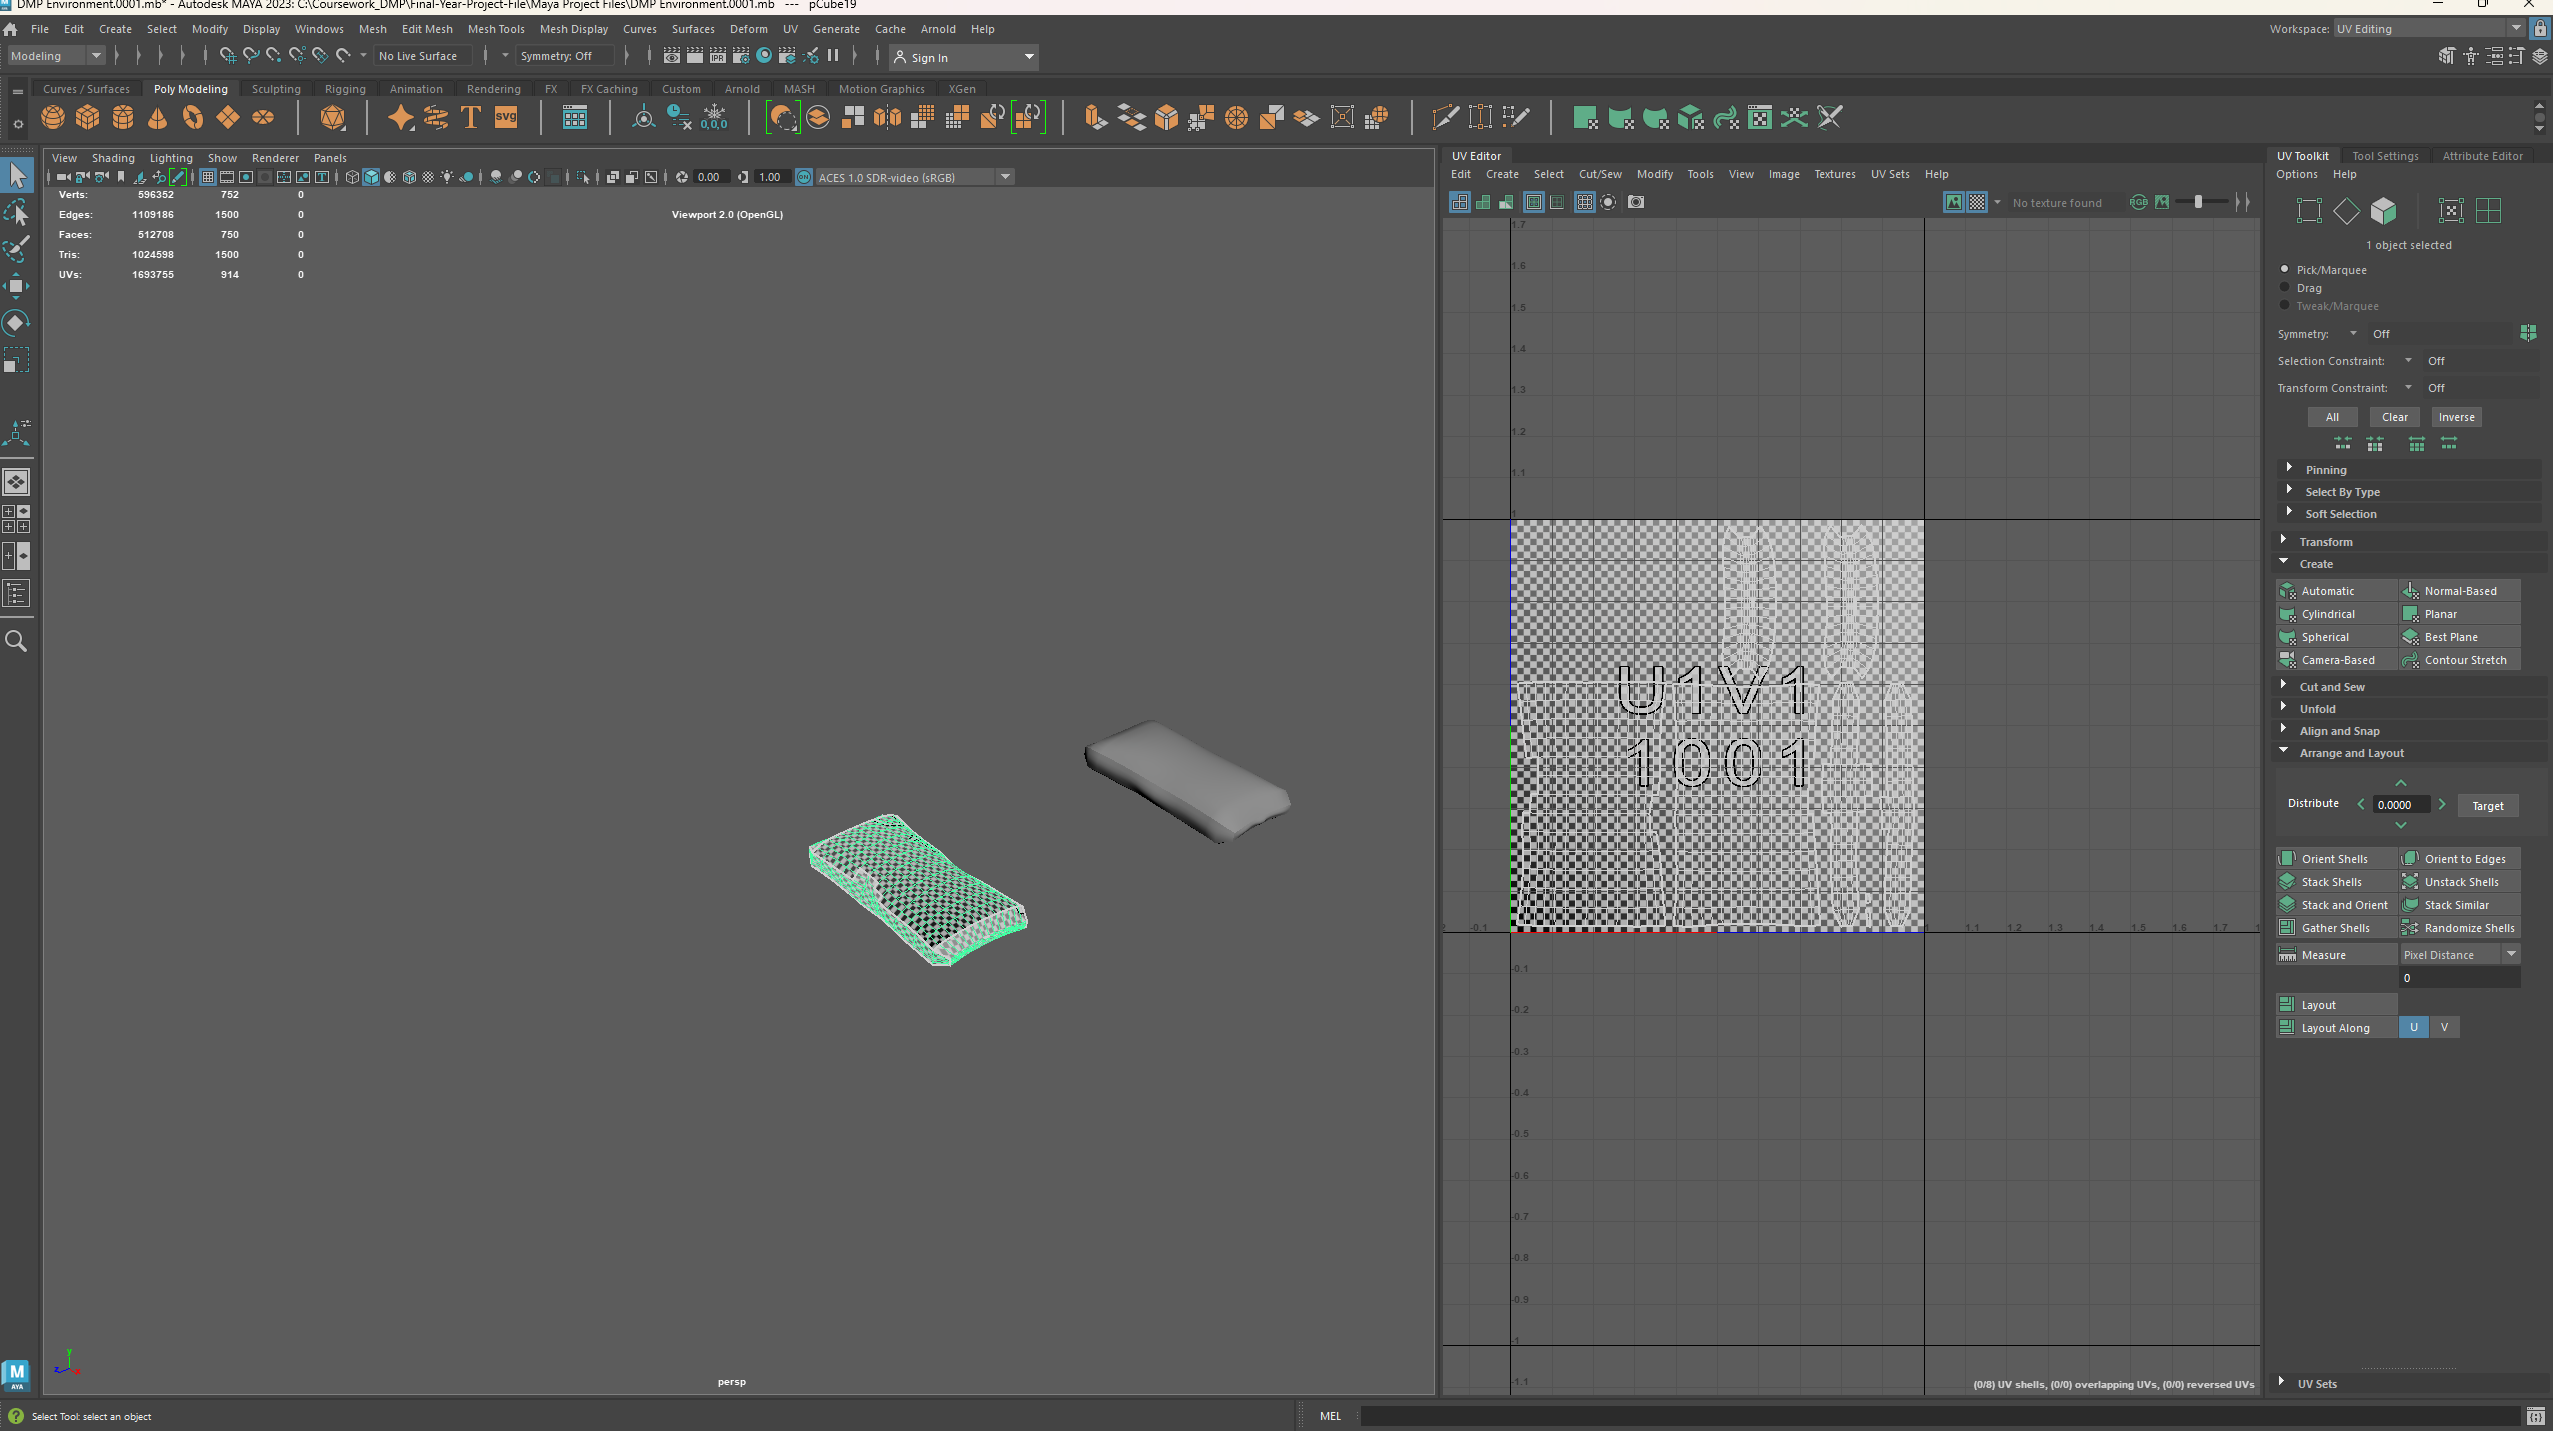 DMP Environment.0001.mb* - Autodesk MAYA 2023: C:\Coursework_DMP\Final-Year-Project-File\Maya Project Files\DMP Environment.0001.mb --- pCube19
File Edit Create Select Modify Display Windows Mesh Edit Mesh Mesh Tools Mesh Display Curves Surfaces Deform UV Generate Cache Arnold Help
Workspace: UV Editing
Modeling No Live Surface Symmetry: Off IPR Sign In
Curves / Surfaces Poly Modeling Sculpting Rigging Animation Rendering FX FX Caching Custom Arnold MASH Motion Graphics XGen
T svg 0,0,0
View Shading Lighting Show Renderer Panels
0.00 1.00 ON ACES 1.0 SDR-video (sRGB)
Verts: 596352 752 0
Edges: 1109186 1500 0
Faces: 512708 750 0
Tris: 1024598 1500 0
UVs: 1693755 914 0
Viewport 2.0 (OpenGL)
persp
y
z
x
UV Editor
Edit Create Select Cut/Sew Modify Tools View Image Textures UV Sets Help
No texture found RGB
1.7
1.6
1.5
1.4
1.3
1.2
1.1
1
U1V1
1001
-0.1 1 1.1 1.2 1.3 1.4 1.5 1.6 1.7
-0.1
-0.2
-0.3
-0.4
-0.5
-0.6
-0.7
-0.8
-0.9
-1
-1.1
(0/8) UV shells, (0/0) overlapping UVs, (0/0) reversed UVs
UV Toolkit Tool Settings Attribute Editor
Options Help
1 object selected
Pick/Marquee
Drag
Tweak/Marquee
Symmetry: Off
Selection Constraint: Off
Transform Constraint: Off
All Clear Inverse
Pinning
Select By Type
Soft Selection
Transform
Create
Automatic Normal-Based
Cylindrical Planar
Spherical Best Plane
Camera-Based Contour Stretch
Cut and Sew
Unfold
Align and Snap
Arrange and Layout
Distribute 0.0000 Target
Orient Shells Orient to Edges
Stack Shells Unstack Shells
Stack and Orient Stack Similar
Gather Shells Randomize Shells
Measure Pixel Distance
0
Layout
Layout Along U V
UV Sets
M
AYA
Select Tool: select an object
MEL